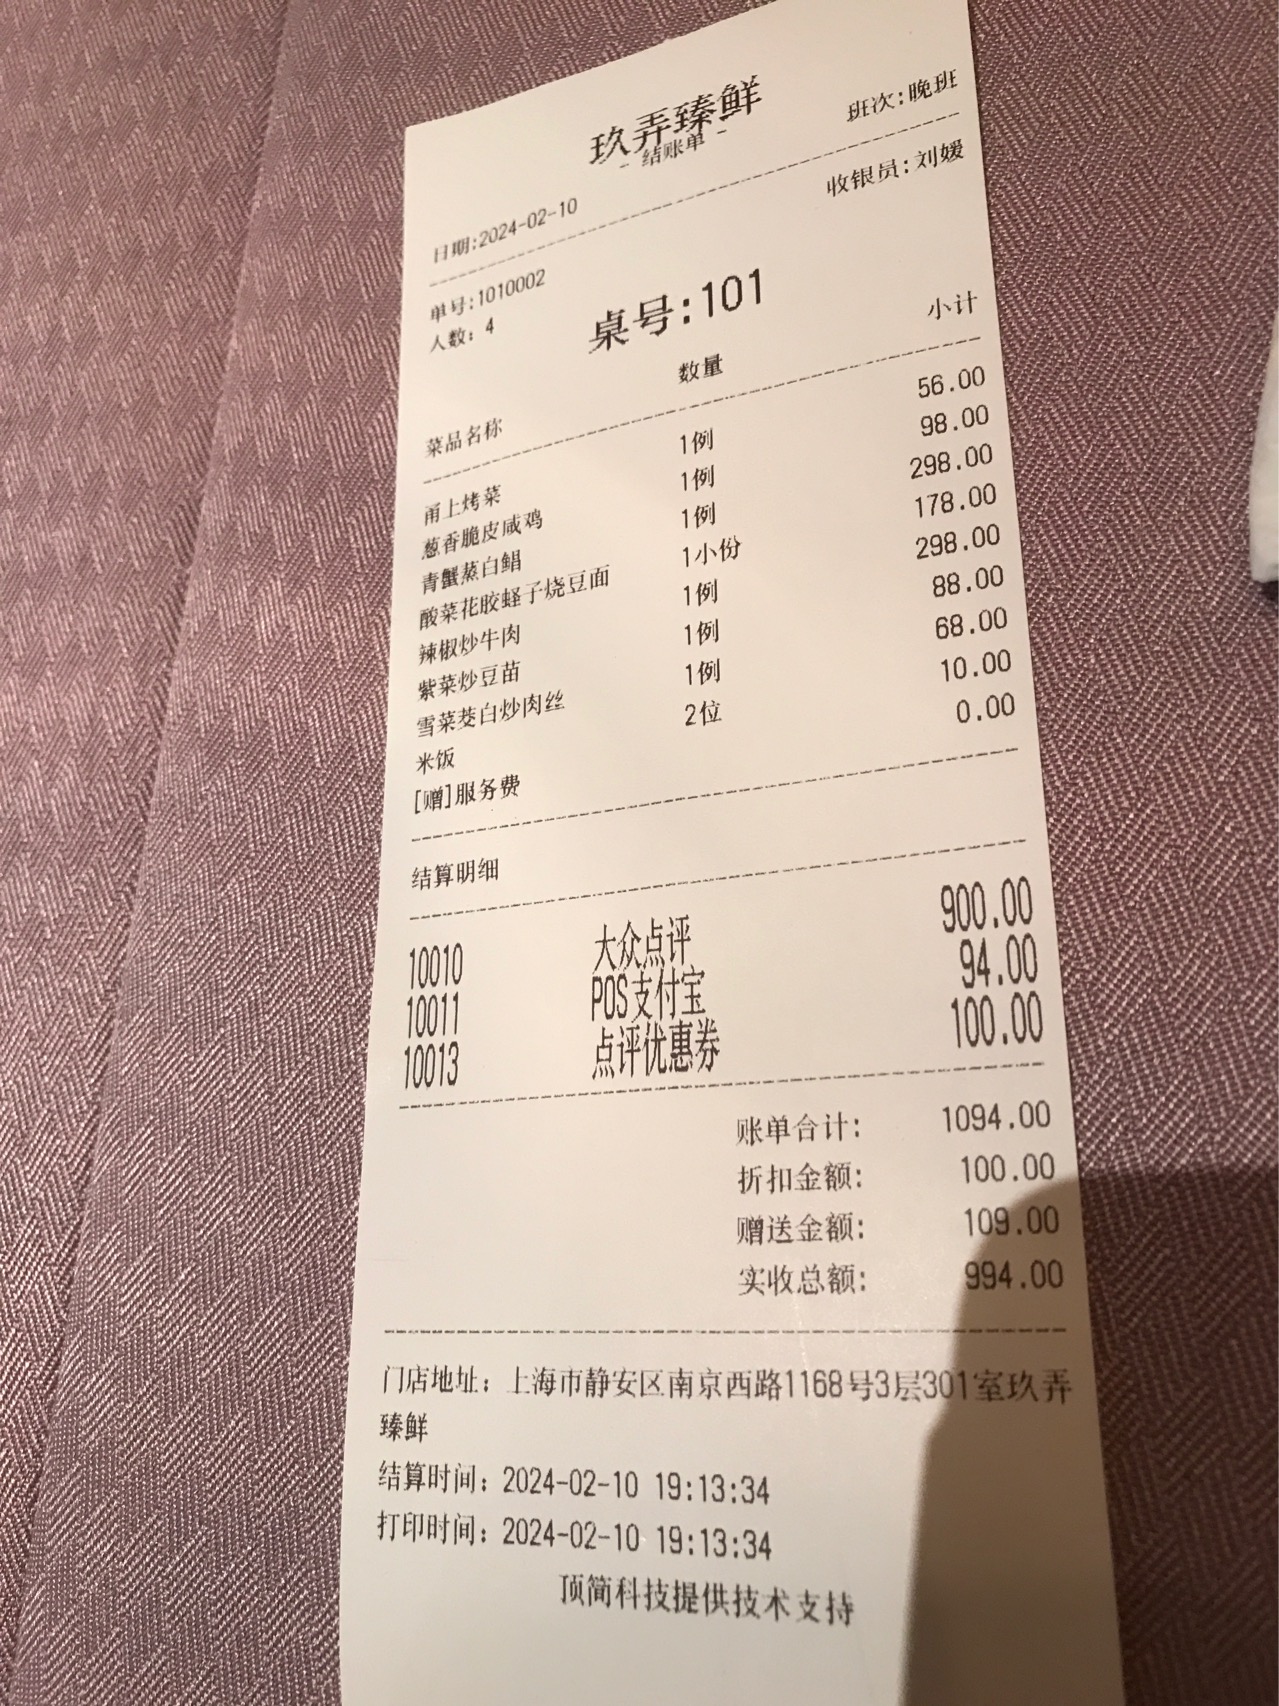 玖弄臻鲜
- 结账单 -
日期:2024-02-10 班次:晚班
单号:1010002 收银员:刘媛
人数: 4
桌号:101
菜品名称 数量 小计
甬上烤菜 1例 56.00
葱香脆皮咸鸡 1例 98.00
青蟹蒸白鲳 1例 298.00
酸菜花胶蛏子烧豆面 1小份 178.00
辣椒炒牛肉 1例 298.00
紫菜炒豆苗 1例 88.00
雪菜茭白炒肉丝 1例 68.00
米饭 2位 10.00
[赠]服务费 0.00
结算明细
10010 大众点评 900.00
10011 POS支付宝 94.00
10013 点评优惠券 100.00
账单合计: 1094.00
折扣金额: 100.00
赠送金额: 109.00
实收总额: 994.00
门店地址: 上海市静安区南京西路1168号3层301室玖弄
臻鲜
结算时间: 2024-02-10 19:13:34
打印时间: 2024-02-10 19:13:34
顶简科技提供技术支持